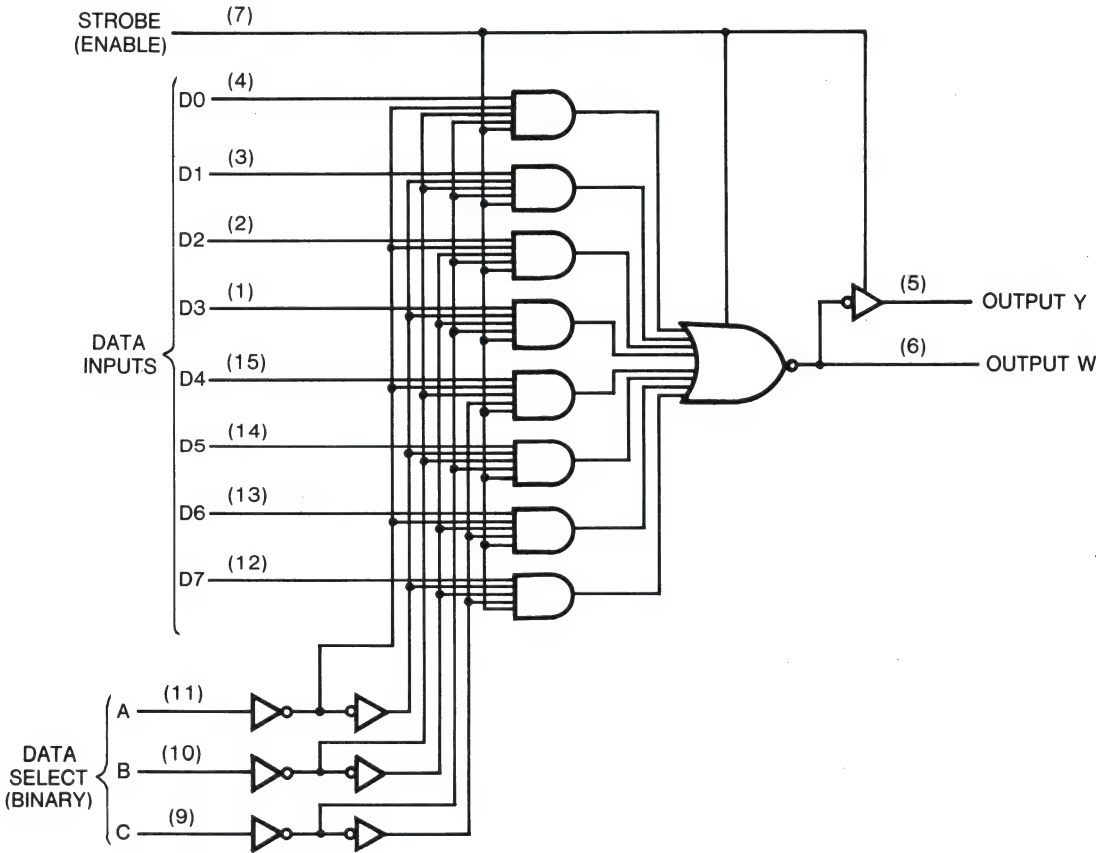 STROBE (7)
(ENABLE)
D0 (4)
D1 (3)
D2 (2)
D3 (1)
DATA
INPUTS
D4 (15)
D5 (14)
D6 (13)
D7 (12)
(5) OUTPUT Y
(6) OUTPUT W
A (11)
DATA
SELECT
(BINARY)
B (10)
C (9)